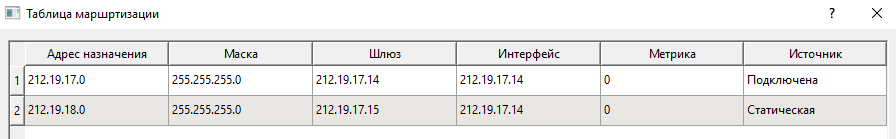 Таблица маршртизации
? ✕
Адрес назначения Маска Шлюз Интерфейс Метрика Источник
1 212.19.17.0 255.255.255.0 212.19.17.14 212.19.17.14 0 Подключена
2 212.19.18.0 255.255.255.0 212.19.17.15 212.19.17.14 0 Статическая